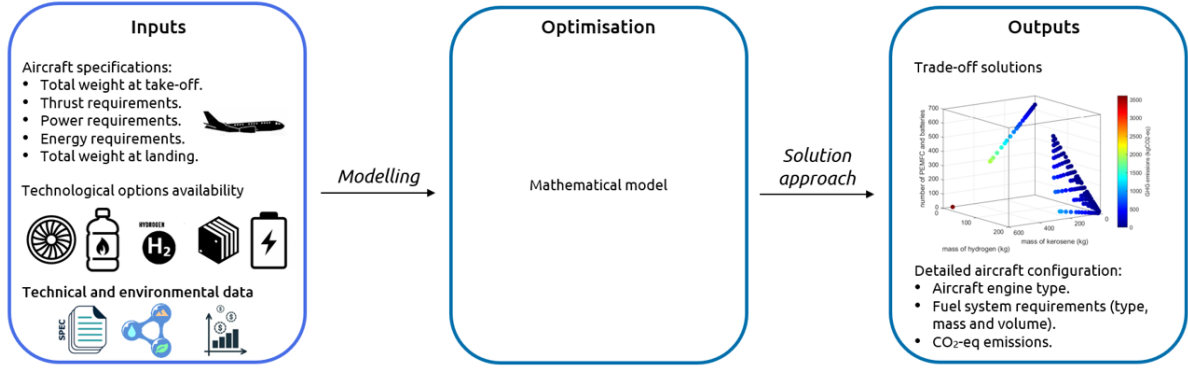 Inputs
Aircraft specifications:
• Total weight at take-off.
• Thrust requirements.
• Power requirements.
• Energy requirements.
• Total weight at landing.
Technological options availability
HYDROGEN
H2
Technical and environmental data
SPEC
$
$
$
Modelling
Optimisation
Mathematical model
Solution
approach
Outputs
Trade-off solutions
number of PEMFC and batteries
700
600
500
400
300
200
100
0
0
100
200
mass of hydrogen (kg)
600
400
200
0
mass of kerosene (kg)
3500
3000
2500
2000
1500
1000
500
0
GHG emissions (kgCO2-eq)
Detailed aircraft configuration:
• Aircraft engine type.
• Fuel system requirements (type,
mass and volume).
• CO₂-eq emissions.